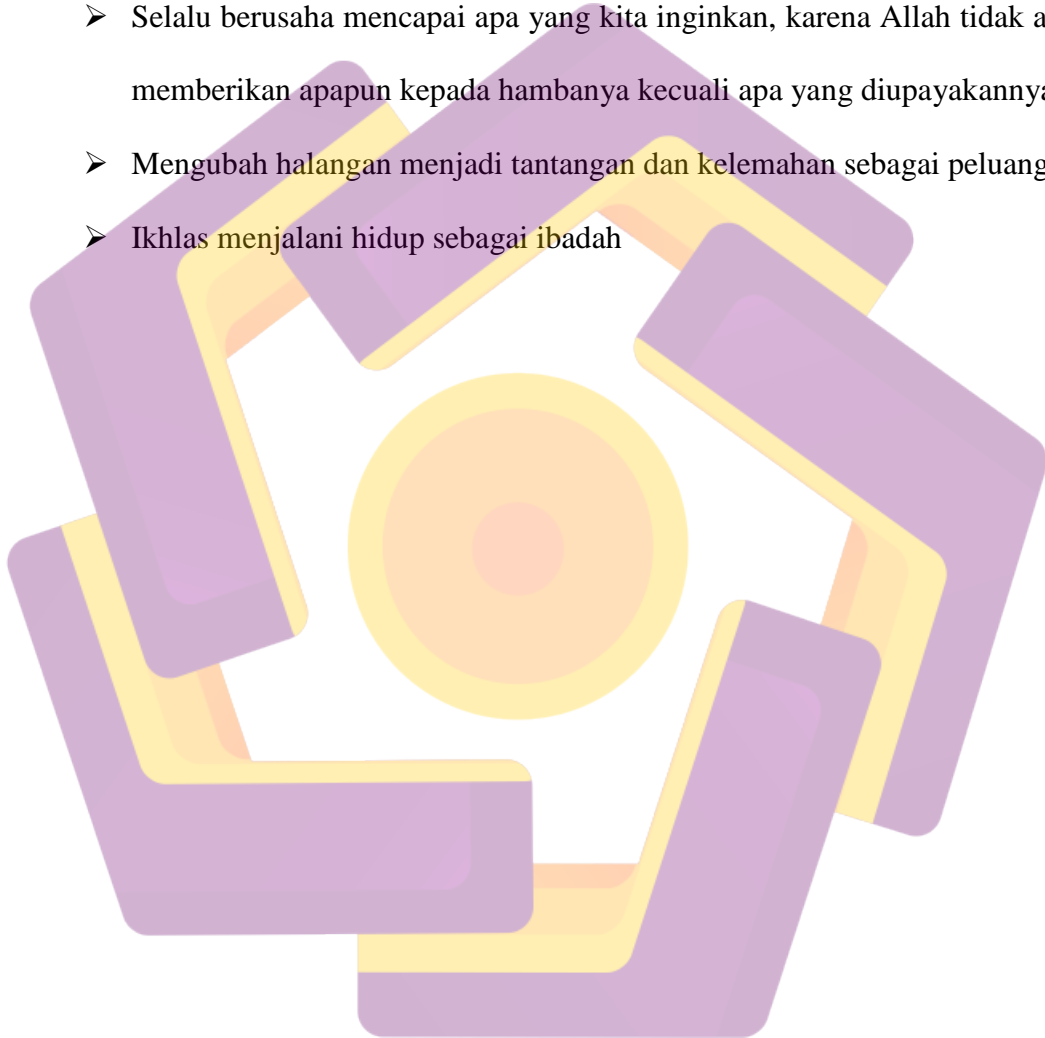 ➢ Selalu berusaha mencapai apa yang kita inginkan, karena Allah tidak a
memberikan apapun kepada hambanya kecuali apa yang diupayakannya
➢ Mengubah halangan menjadi tantangan dan kelemahan sebagai peluang
➢ Ikhlas menjalani hidup sebagai ibadah